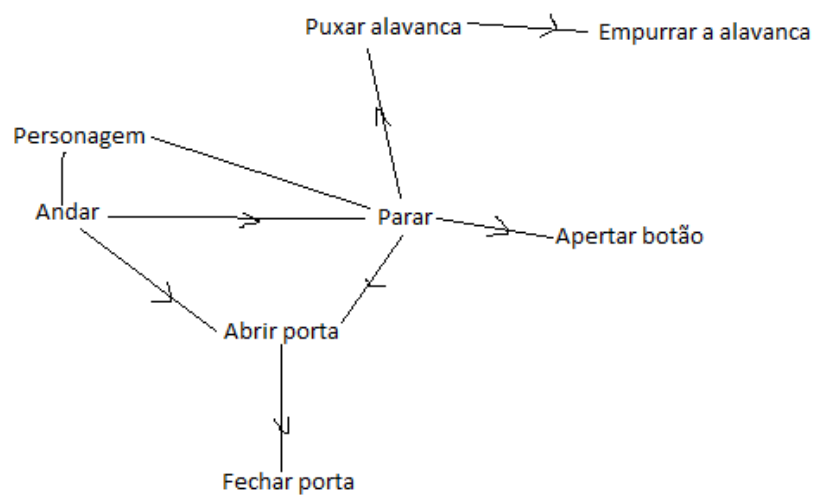 Puxar alavanca
Empurrar a alavanca
Personagem
Andar
Parar
Apertar botão
Abrir porta
Fechar porta